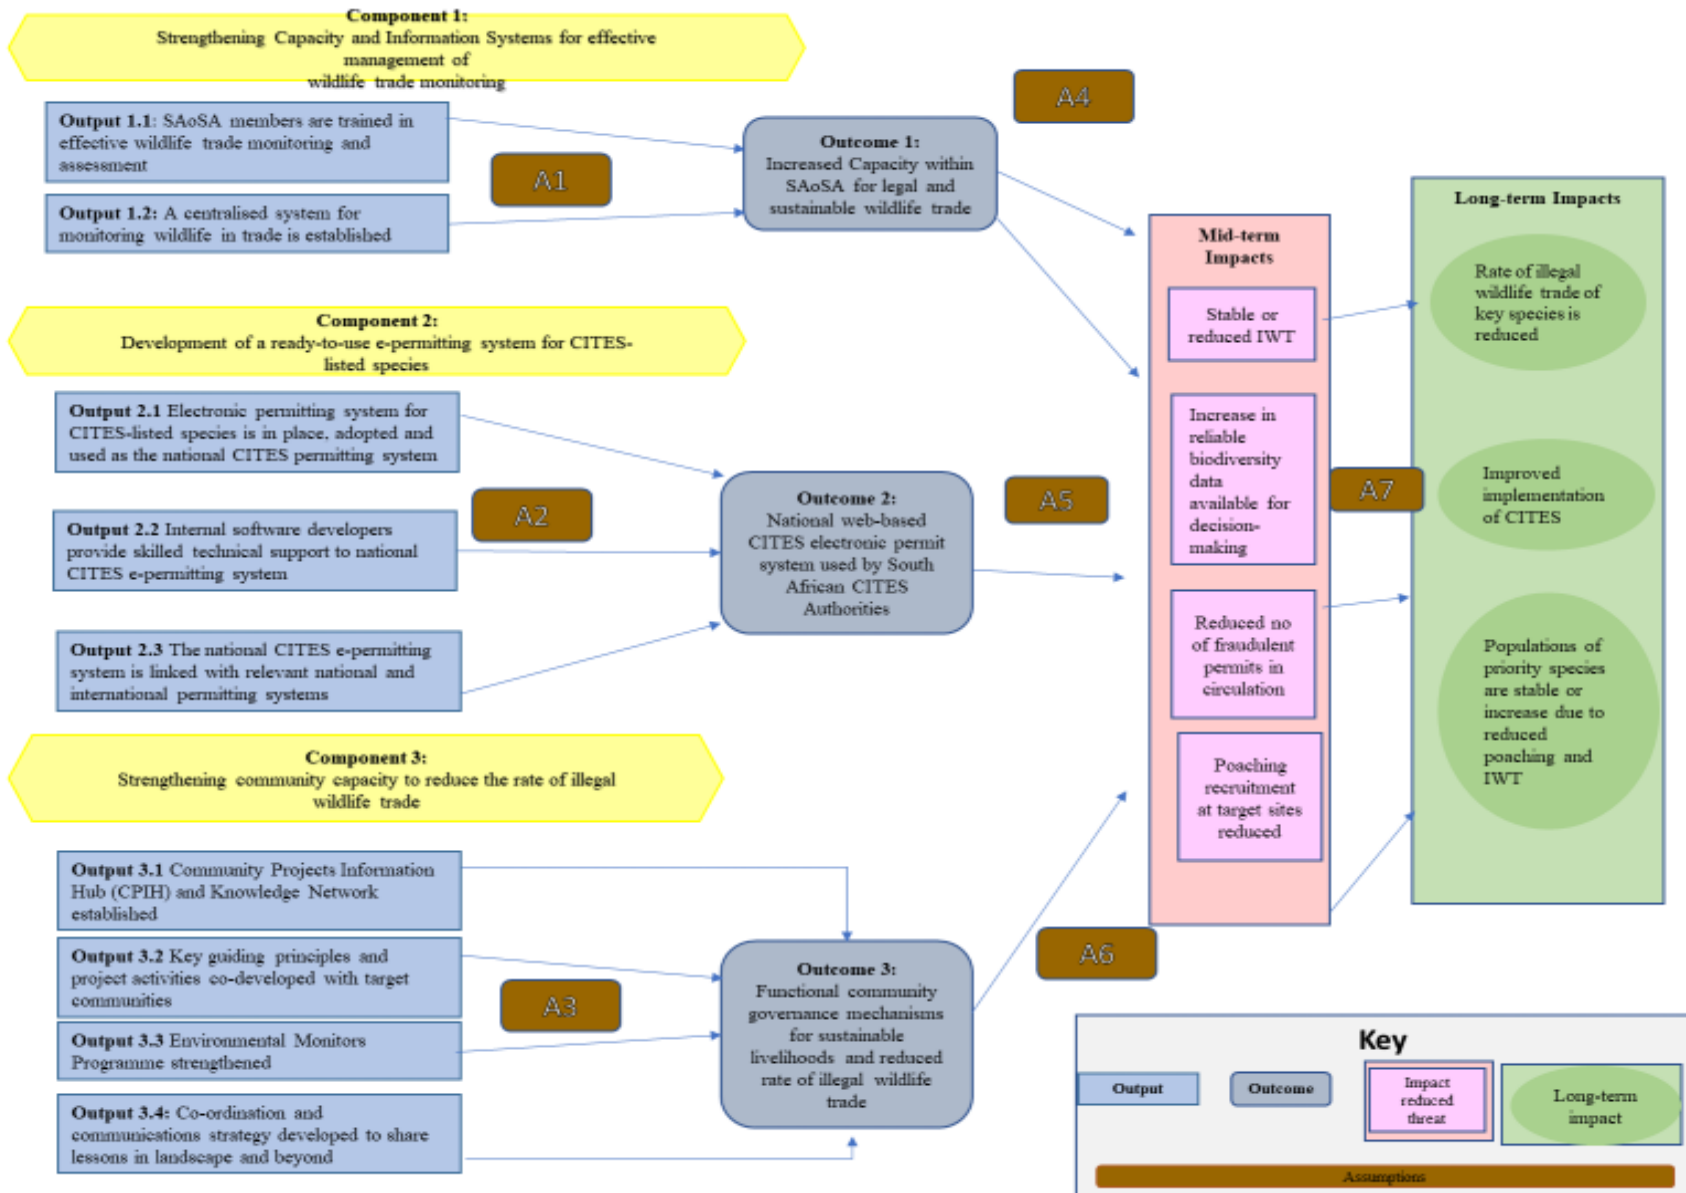 Component 1:
Strengthening Capacity and Information Systems for effective
management of
wildlife trade monitoring
Output 1.1: SAoSA members are trained in
effective wildlife trade monitoring and
assessment
Output 1.2: A centralised system for
monitoring wildlife in trade is established
A1
Outcome 1:
Increased Capacity within
SAoSA for legal and
sustainable wildlife trade
A4
Component 2:
Development of a ready-to-use e-permitting system for CITES-
listed species
Output 2.1 Electronic permitting system for
CITES-listed species is in place, adopted and
used as the national CITES permitting system
Output 2.2 Internal software developers
provide skilled technical support to national
CITES e-permitting system
Output 2.3 The national CITES e-permitting
system is linked with relevant national and
international permitting systems
A2
Outcome 2:
National web-based
CITES electronic permit
system used by South
African CITES
Authorities
A5
Component 3:
Strengthening community capacity to reduce the rate of illegal
wildlife trade
Output 3.1 Community Projects Information
Hub (CPIH) and Knowledge Network
established
Output 3.2 Key guiding principles and
project activities co-developed with target
communities
Output 3.3 Environmental Monitors
Programme strengthened
Output 3.4: Co-ordination and
communications strategy developed to share
lessons in landscape and beyond
A3
Outcome 3:
Functional community
governance mechanisms
for sustainable
livelihoods and reduced
rate of illegal wildlife
trade
A6
Mid-term
Impacts
Stable or
reduced IWT
Increase in
reliable
biodiversity
data
available for
decision-
making
Reduced no
of fraudulent
permits in
circulation
Poaching
recruitment
at target sites
reduced
A7
Long-term Impacts
Rate of illegal
wildlife trade of
key species is
reduced
Improved
implementation
of CITES
Populations of
priority species
are stable or
increase due to
reduced
poaching and
IWT
Key
Output
Outcome
Impact
reduced
threat
Long-term
impact
Assumptions